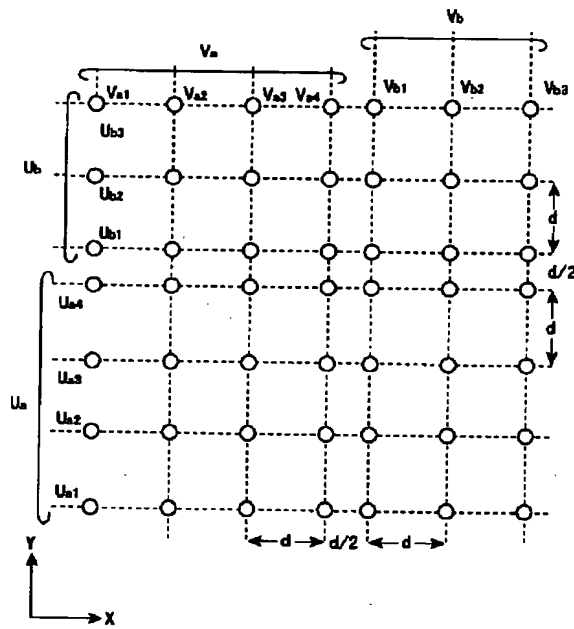 Vb
Va
Va1 Va2 Va3 Va4 Vb1 Vb2 Vb3
Ub3
Ub
Ub2
d
Ub1
d/2
Ua4
d
Ua3
Ua
Ua2
Ua1
d d/2 d
Y
X